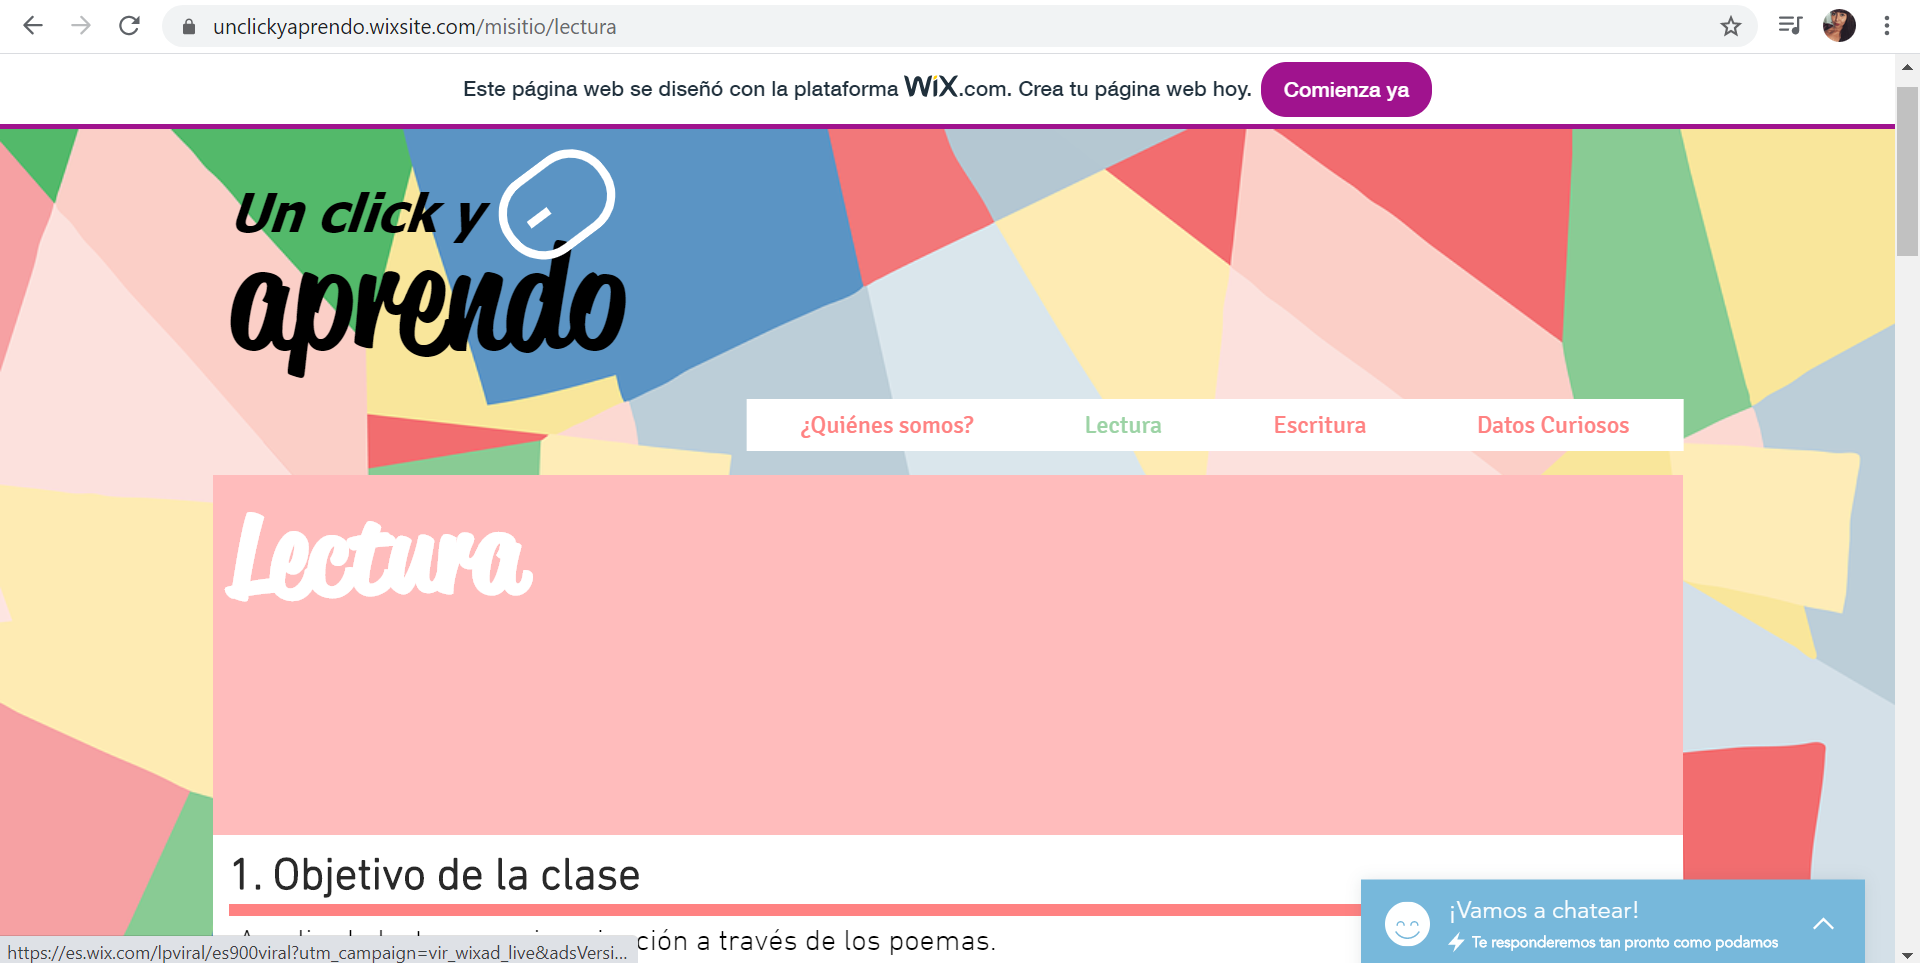 unclickyaprendo.wixsite.com/misitio/lectura
Este página web se diseñó con la plataforma WiX.com. Crea tu página web hoy.
Comienza ya
Un click y
aprendo
¿Quiénes somos? Lectura Escritura Datos Curiosos
Lectura
1. Objetivo de la clase
a través de los poemas.
¡Vamos a chatear!
Te responderemos tan pronto como podamos
https://es.wix.com/lpviral/es900viral?utm_campaign=vir_wixad_live&adsVersi...